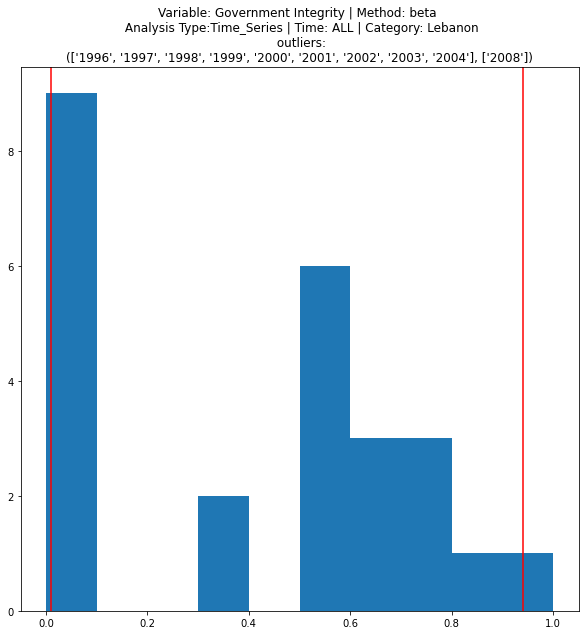 Variable: Government Integrity | Method: beta
Analysis Type:Time_Series | Time: ALL | Category: Lebanon
outliers:
(['1996', '1997', '1998', '1999', '2000', '2001', '2002', '2003', '2004'], ['2008'])
8
6
4
2
0
0.0 0.2 0.4 0.6 0.8 1.0